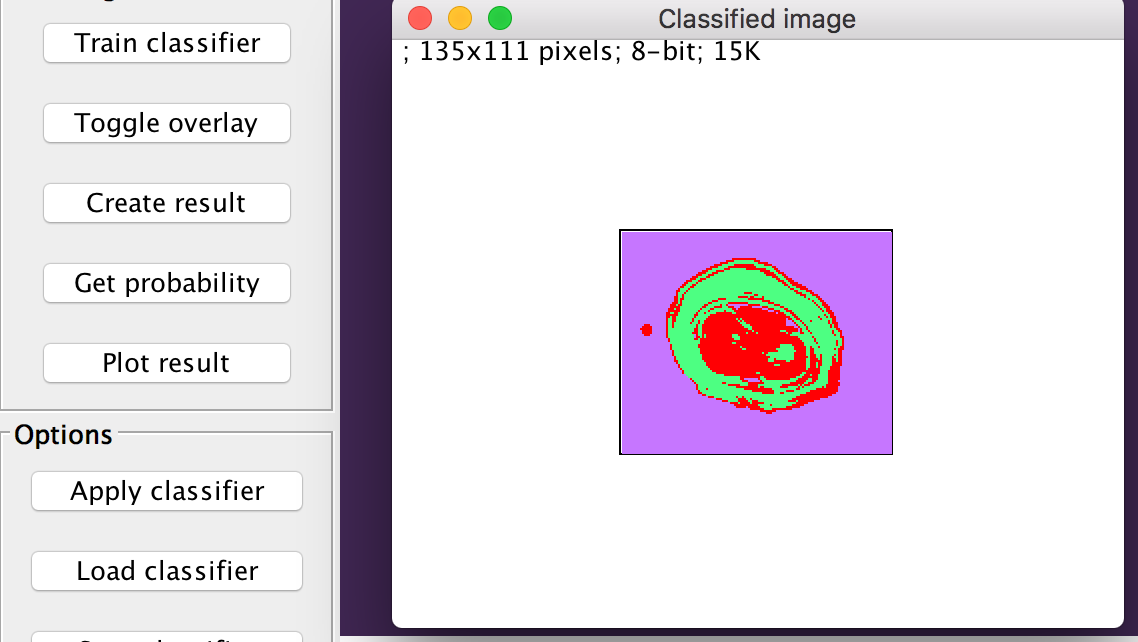 Classified image
; 135x111 pixels; 8-bit; 15K
Train classifier
Toggle overlay
Create result
Get probability
Plot result
Options
Apply classifier
Load classifier